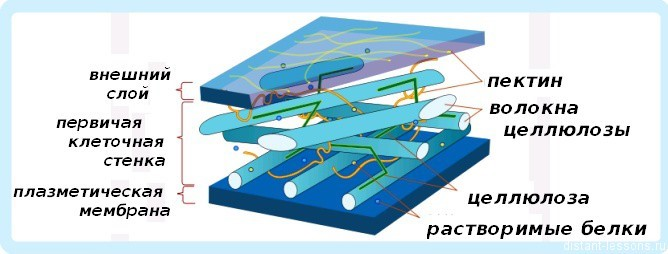 внешний
слой
первичая
клеточная
стенка
плазметическая
мембрана
пектин
волокна
целлюлозы
целлюлоза
растворимые белки
distant-lessons.ru